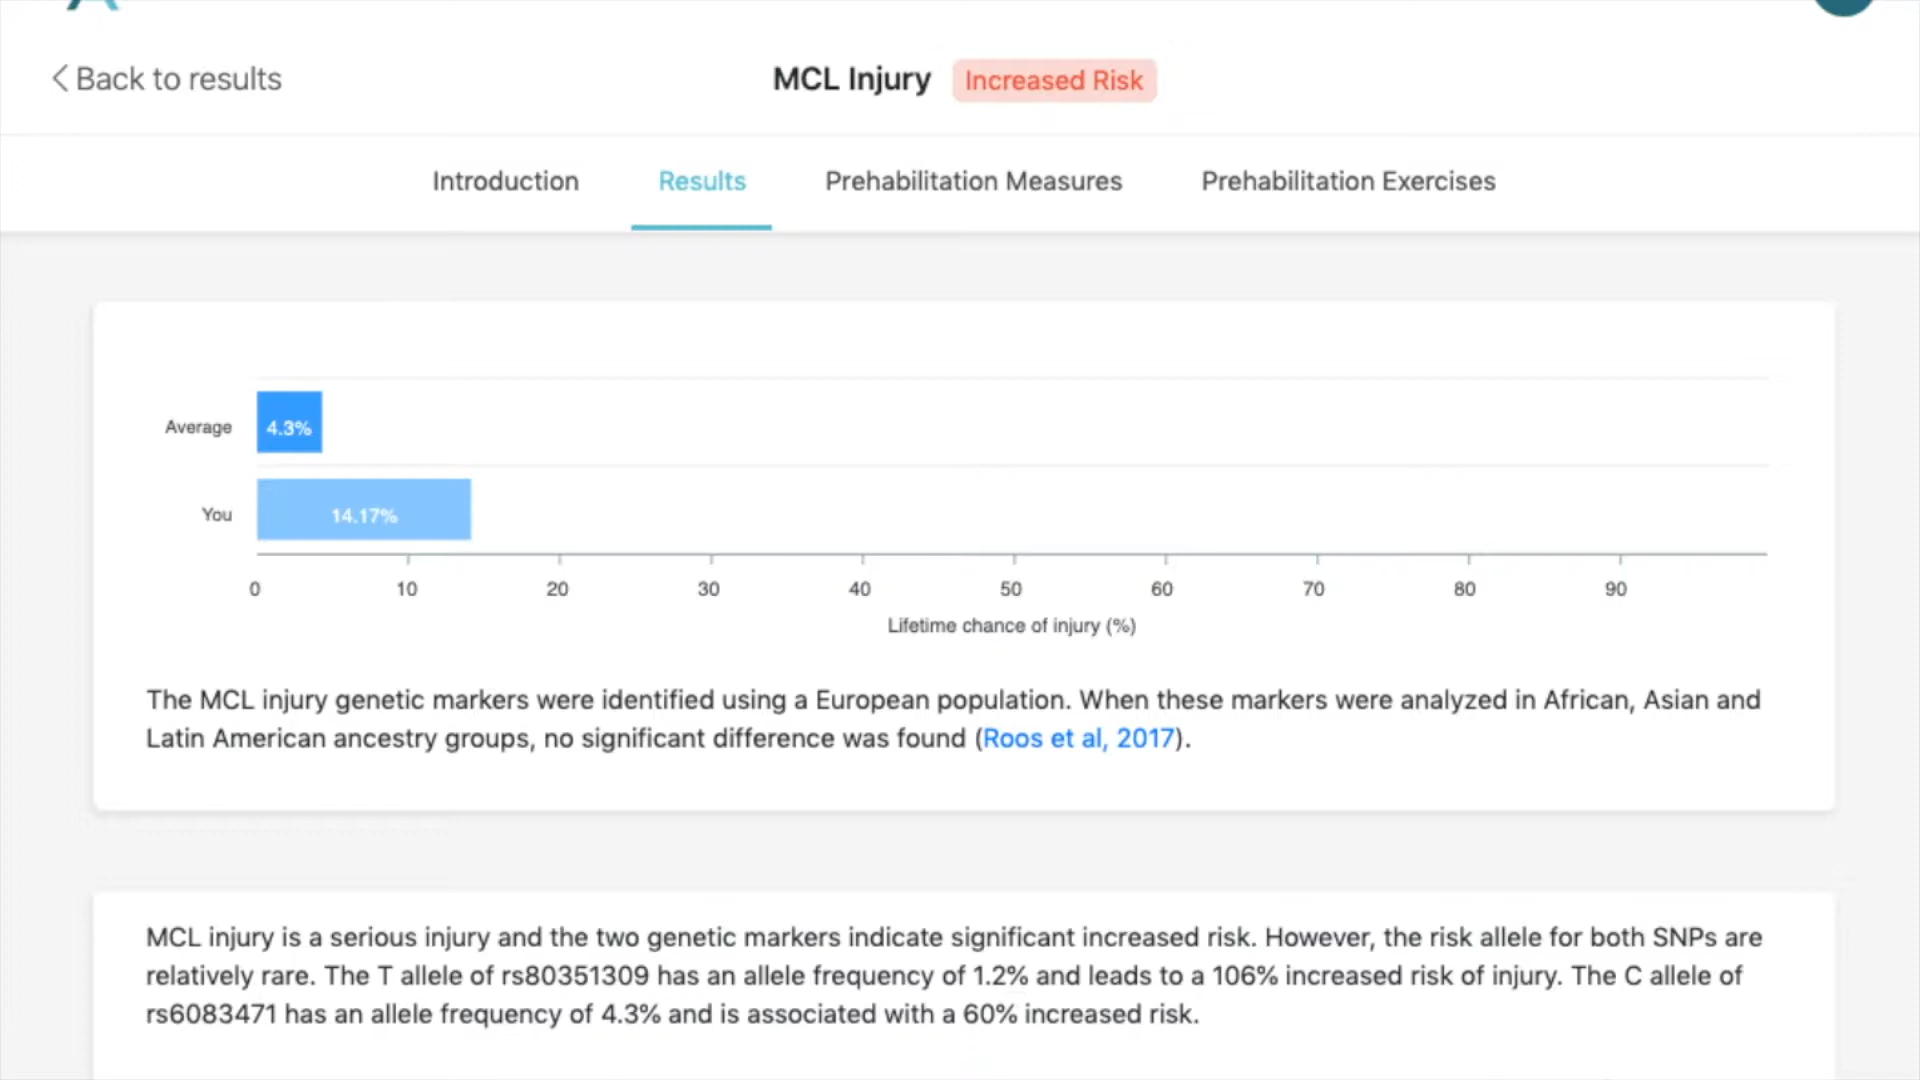 Back to results
MCL Injury
Increased Risk
Introduction
Results
Prehabilitation Measures
Prehabilitation Exercises
Average
4.3%
You
14.17%
0 10 20 30 40 50 60 70 80 90
Lifetime chance of injury (%)
The MCL injury genetic markers were identified using a European population. When these markers were analyzed in African, Asian and
Latin American ancestry groups, no significant difference was found (Roos et al, 2017).
MCL injury is a serious injury and the two genetic markers indicate significant increased risk. However, the risk allele for both SNPs are
relatively rare. The T allele of rs80351309 has an allele frequency of 1.2% and leads to a 106% increased risk of injury. The C allele of
rs6083471 has an allele frequency of 4.3% and is associated with a 60% increased risk.